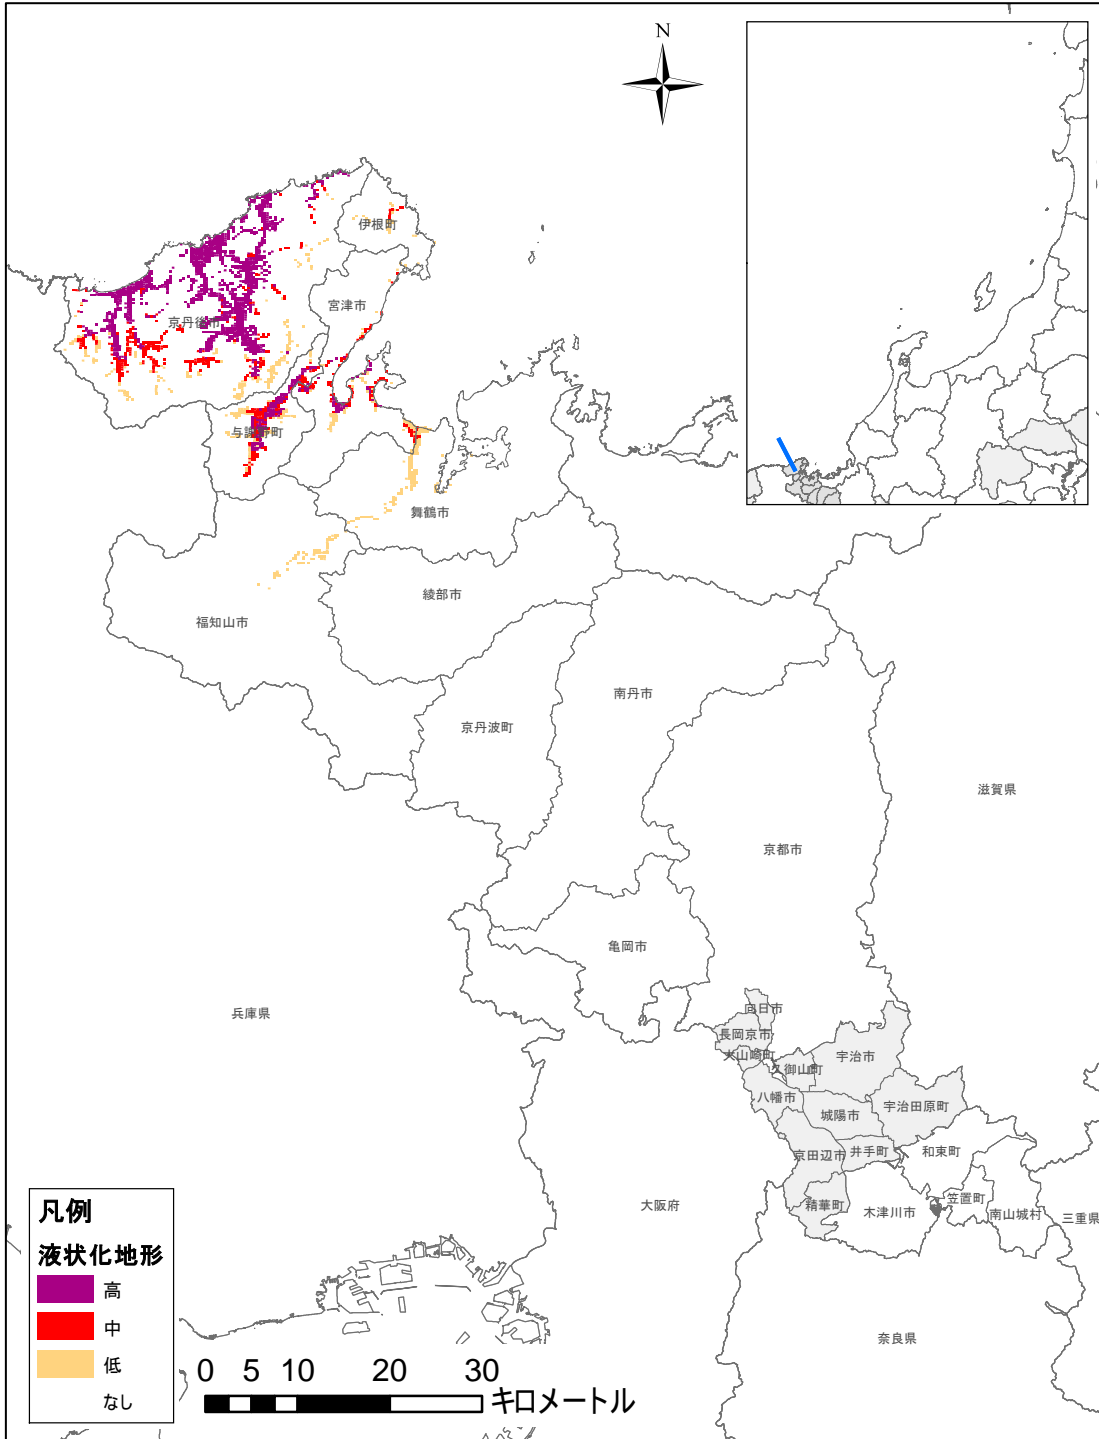 N
伊根町
宮津市
京丹後市
与謝野町
舞鶴市
綾部市
福知山市
南丹市
京丹波町
滋賀県
京都市
亀岡市
兵庫県
向日市
長岡京市
大山崎町
宇治市
久御山町
八幡市
宇治田原町
城陽市
京田辺市
井手町
和束町
精華町
木津川市
笠置町
南山城村
三重県
大阪府
奈良県
凡例
液状化地形
高
中
低
なし
0 5 10 20 30
キロメートル